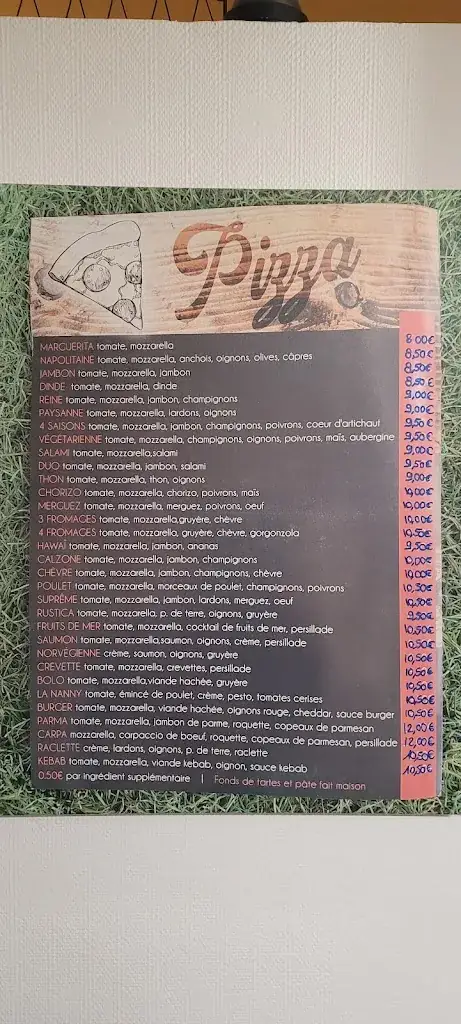 Pizza
MARGUERITA tomate, mozzarella 8.00€
NAPOLITAINE tomate, mozzarella, anchois, oignons, olives, câpres 8,50€
JAMBON tomate, mozzarella, jambon 8,50€
DINDE tomate, mozzarella, dinde 8,50€
REINE tomate, mozzarella, jambon, champignons 9,00€
PAYSANNE tomate, mozzarella, lardons, oignons 9,00€
4 SAISONS tomate, mozzarella, jambon, champignons, poivrons, coeur d'artichaut 9,50€
VÉGÉTARIENNE tomate, mozzarella, champignons, oignons, poivrons, maïs, aubergine 9,50€
SALAMI tomate, mozzarella,salami 9,00€
DUO tomate, mozzarella, jambon, salami 9,50€
THON tomate, mozzarella, thon, oignons 9,00€
CHORIZO tomate, mozzarella, chorizo, poivrons, maïs 10,00€
MERGUEZ tomate, mozzarella, merguez, poivrons, oeuf 10,00€
3 FROMAGES tomate, mozzarella,gruyère, chèvre 10,00€
4 FROMAGES tomate, mozzarella, gruyère, chèvre, gorgonzola 10,50€
HAWAÏ tomate, mozzarella, jambon, ananas 9,50€
CALZONE tomate, mozzarella, jambon, champignons 10,00€
CHEVRE tomate, mozzarella, jambon, champignons, chèvre 10,00€
POULET tomate, mozzarella, morceaux de poulet, champignons, poivrons 10,50€
SUPRÊME tomate, mozzarella, jambon, lardons, merguez, oeuf 10,50€
RUSTICA tomate, mozzarella, p. de terre, oignons, gruyère 9,50€
FRUITS DE MER tomate, mozzarella, cocktail de fruits de mer, persillade 10,50€
SAUMON tomate, mozzarella,saumon, oignons, crème, persillade 10,50€
NORVÉGIENNE crème, saumon, oignons, gruyère 10,50€
CREVETTE tomate, mozzarella, crevettes, persillade 10,50€
BOLO tomate, mozzarella,viande hachée, gruyère 10,50€
LA NANNY tomate, émincé de poulet, crème, pesto, tomates cerises 10,50€
BURGER tomate, mozzarella, viande hachée, oignons rouge, cheddar, sauce burger 10,50€
PARMA tomate, mozzarella, jambon de parme, roquette, copeaux de parmesan 12,00€
CARPA mozzarella, carpaccio de boeuf, roquette, copeaux de parmesan, persillade 12,00€
RACLETTE crème, lardons, oignons, p. de terre, raclette 10,50€
KEBAB tomate, mozzarella, viande kebab, oignon, sauce kebab 10,50€
0.50€ par ingrédient supplémentaire | Fonds de tartes et pâte fait maison